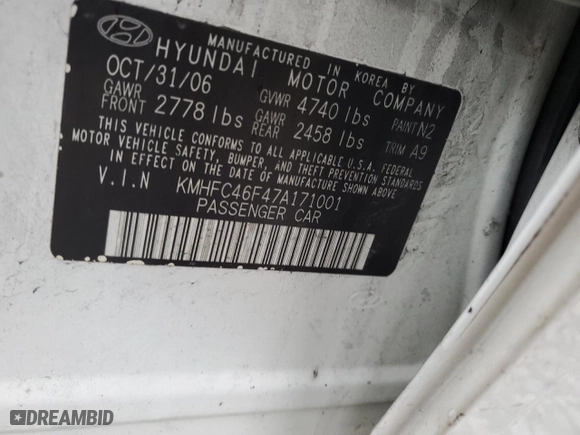 MANUFACTURED IN KOREA BY
HYUNDAI MOTOR COMPANY
OCT/31/06 GVWR 4740 lbs PAINT N2
GAWR FRONT 2778 lbs GAWR REAR 2458 lbs TRIM A9
THIS VEHICLE CONFORMS TO ALL APPLICABLE U.S.A. FEDERAL
MOTOR VEHICLE SAFETY, BUMPER, AND THEFT PREVENTION STANDARDS
IN EFFECT ON THE DATE OF MANUFACTURE SHOWN ABOVE.
V.I.N KMHFC46F47A171001
PASSENGER CAR
DREAMBID